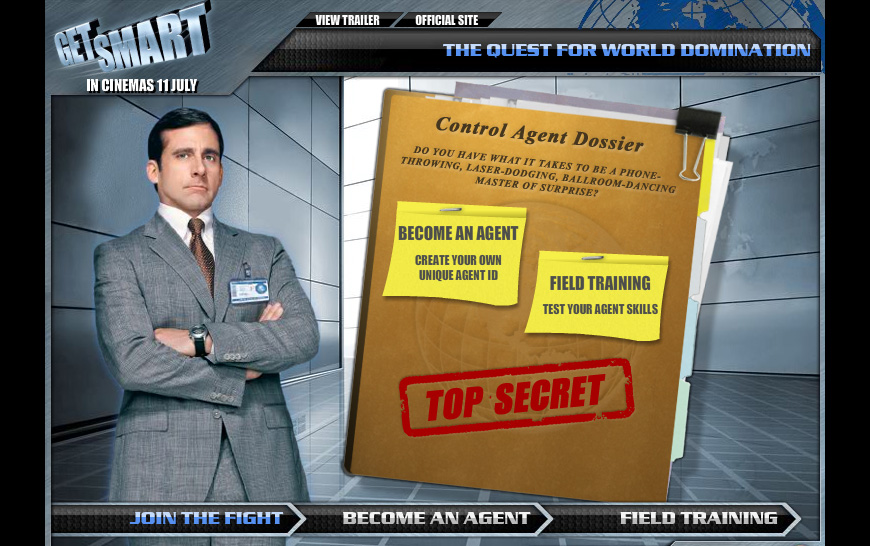 GET SMART
IN CINEMAS 11 JULY
VIEW TRAILER
OFFICIAL SITE
THE QUEST FOR WORLD DOMINATION
Control Agent Dossier
DO YOU HAVE WHAT IT TAKES TO BE A PHONE-
THROWING, LASER-DODGING, BALLROOM-DANCING
MASTER OF SURPRISE?
BECOME AN AGENT
CREATE YOUR OWN
UNIQUE AGENT ID
FIELD TRAINING
TEST YOUR AGENT SKILLS
TOP SECRET
JOIN THE FIGHT
BECOME AN AGENT
FIELD TRAINING